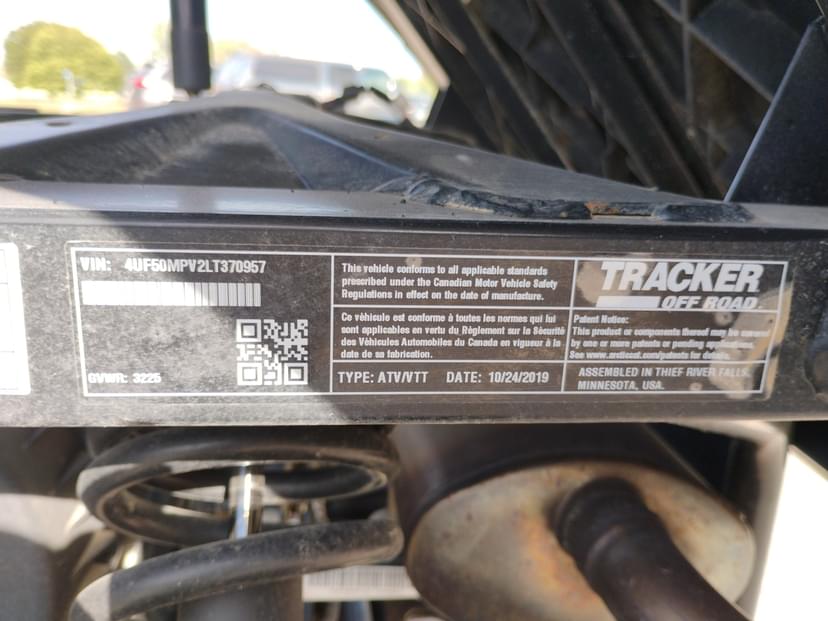 VIN: 4UF50MPV2LT370957
GVWR: 3225
This vehicle conforms to all applicable standards
prescribed under the Canadian Motor Vehicle Safety
Regulations in effect on the date of manufacture.
Ce véhicule est conforme à toutes les normes qui lui
sont applicables en vertu du Règlement sur la Sécurité
des Véhicules Automobiles du Canada en vigueur à la
date de sa fabrication.
TYPE: ATV/VTT DATE: 10/24/2019
TRACKER
OFF ROAD
Patent Notice:
This product or components thereof may be covered
by one or more patents or pending applications.
See www.arcticcat.com/patents for details.
ASSEMBLED IN THIEF RIVER FALLS,
MINNESOTA, USA.